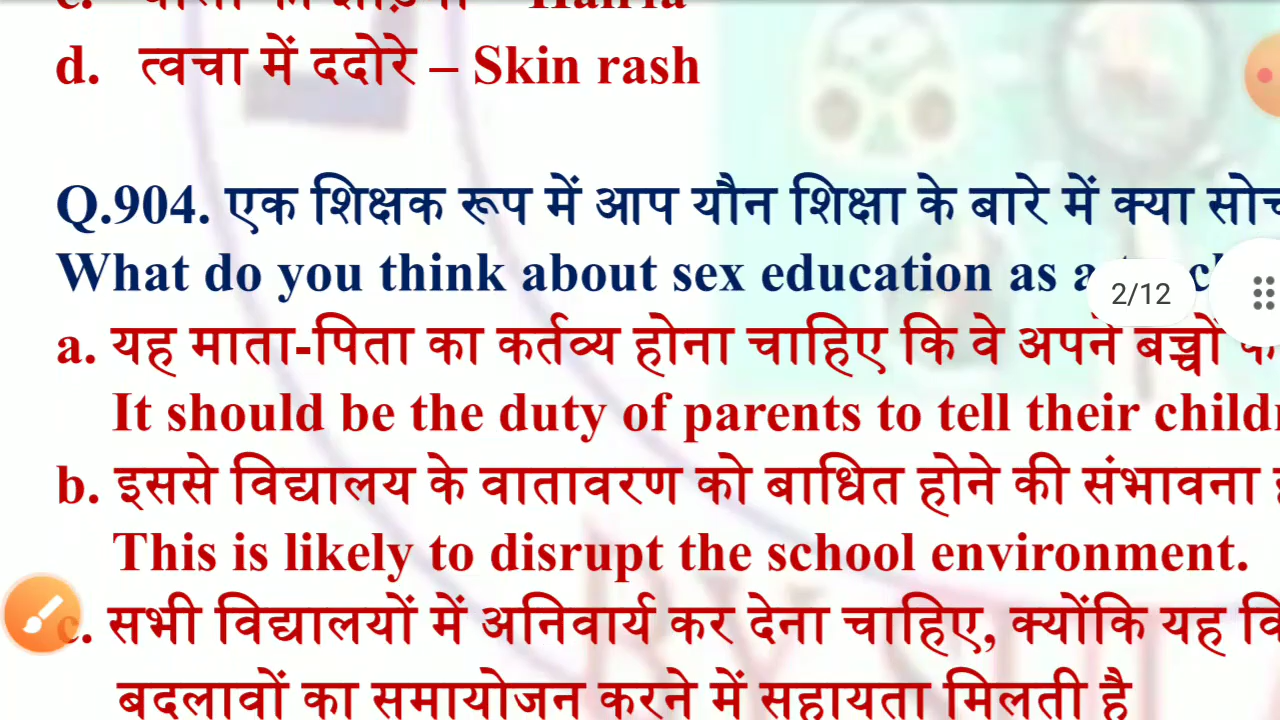 d. त्वचा में ददोरे – Skin rash
Q.904. एक शिक्षक रूप में आप यौन शिक्षा के बारे में क्या
What do you think about sex education as a
2/12
a. यह माता-पिता का कर्तव्य होना चाहिए कि वे अपने बच्चों
It should be the duty of parents to tell their
b. इससे विद्यालय के वातावरण को बाधित होने की संभावना
This is likely to disrupt the school environment.
c. सभी विद्यालयों में अनिवार्य कर देना चाहिए, क्योंकि यह
बदलावों का समायोजन करने में सहायता मिलती है